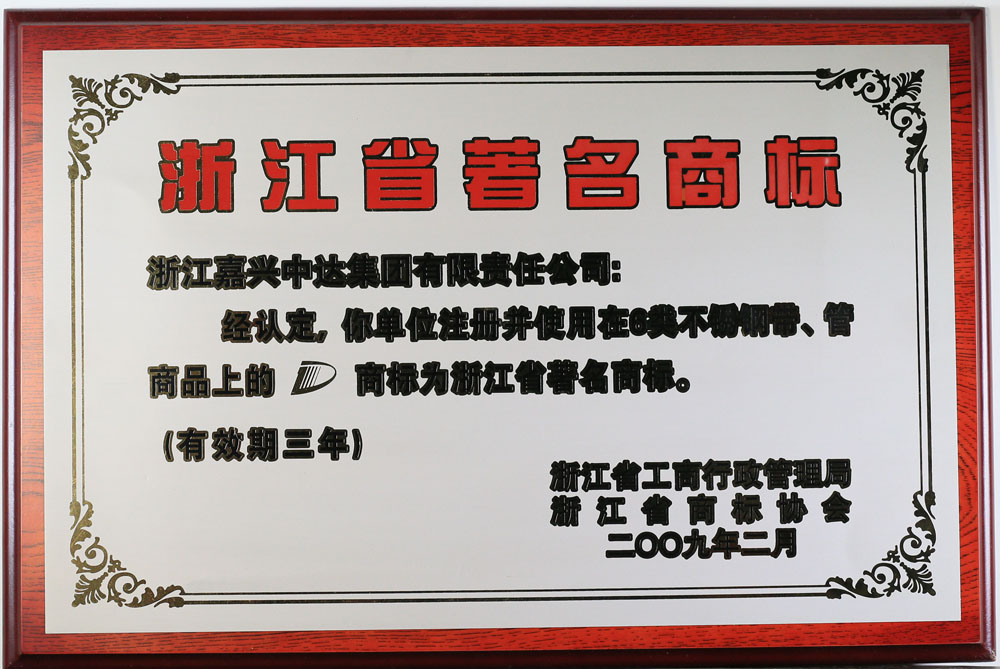 浙江省著名商标
浙江嘉兴中达集团有限责任公司:
经认定,你单位注册并使用在6类不锈钢带、管
商品上的 商标为浙江省著名商标。
(有效期三年)
浙江省工商行政管理局
浙江省商标协会
二〇〇九年二月